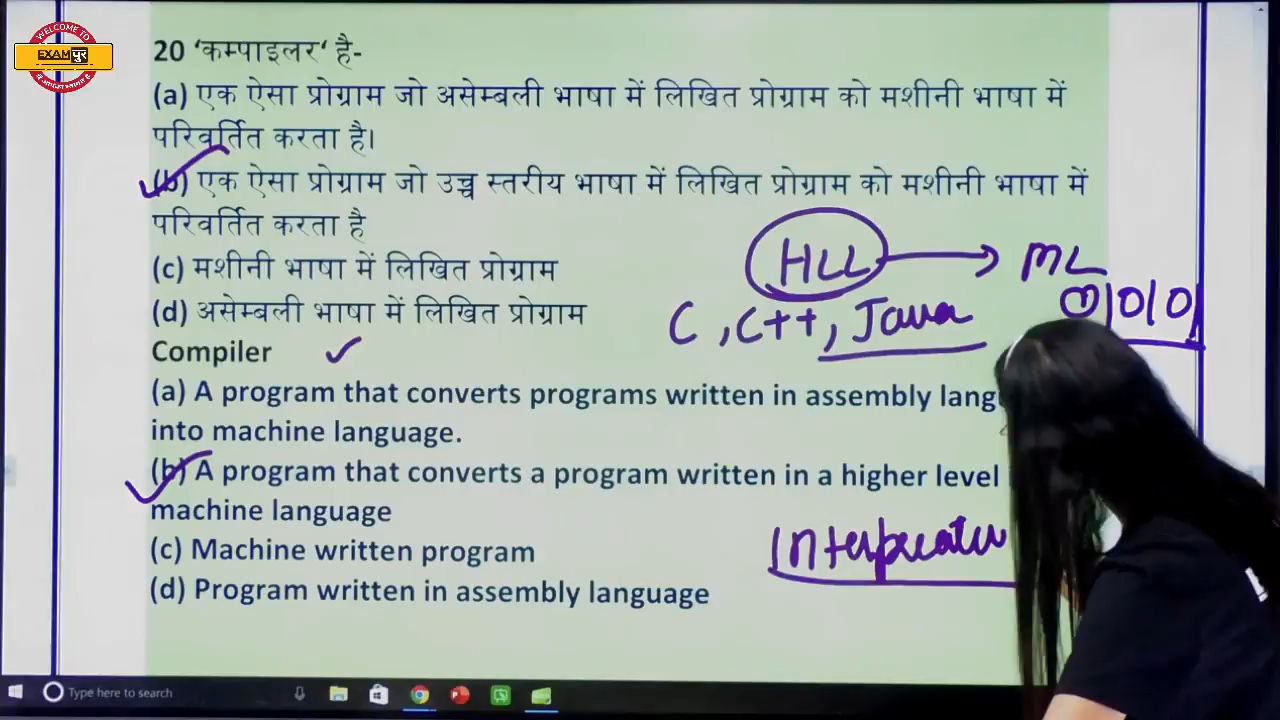 WELCOME TO
EXAMपुर
20 ‘कम्पाइलर‘ है-
(a) एक ऐसा प्रोग्राम जो असेम्बली भाषा में लिखित प्रोग्राम को मशीनी भाषा में
परिवर्तित करता है।
(b) एक ऐसा प्रोग्राम जो उच्च स्तरीय भाषा में लिखित प्रोग्राम को मशीनी भाषा में
परिवर्तित करता है
(c) मशीनी भाषा में लिखित प्रोग्राम
HLL → ML
(d) असेम्बली भाषा में लिखित प्रोग्राम
C, C++, Java
Compiler
(a) A program that converts programs written in assembly lang
into machine language.
(b) A program that converts a program written in a higher level
machine language
(c) Machine written program
(d) Program written in assembly language
Type here to search